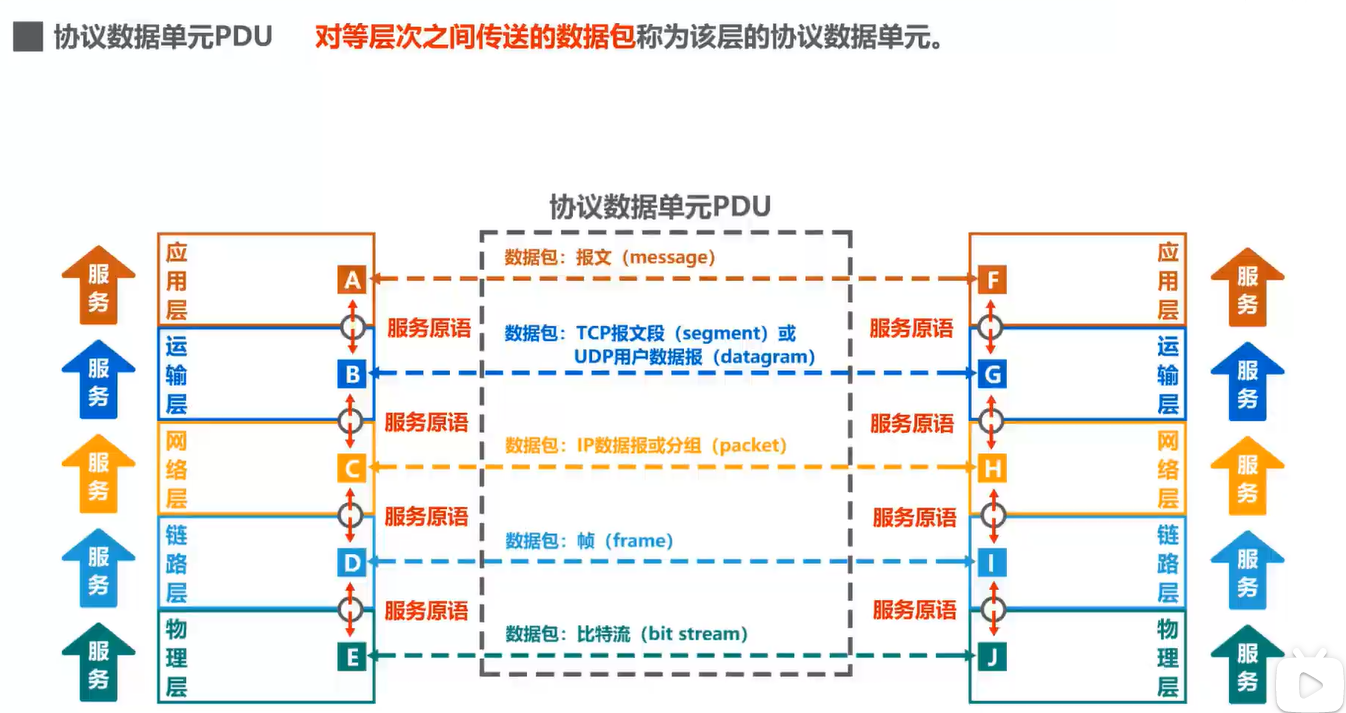 协议数据单元PDU 对等层次之间传送的数据包称为该层的协议数据单元。
协议数据单元PDU
应用层
服务
A
数据包：报文（message）
F
应用层
服务
服务原语
服务原语
运输层
服务
B
数据包：TCP报文段（segment）或
UDP用户数据报（datagram）
G
运输层
服务
服务原语
服务原语
网络层
服务
C
数据包：IP数据报或分组（packet）
H
网络层
服务
服务原语
服务原语
链路层
服务
D
数据包：帧（frame）
I
链路层
服务
服务原语
服务原语
物理层
服务
E
数据包：比特流（bit stream）
J
物理层
服务